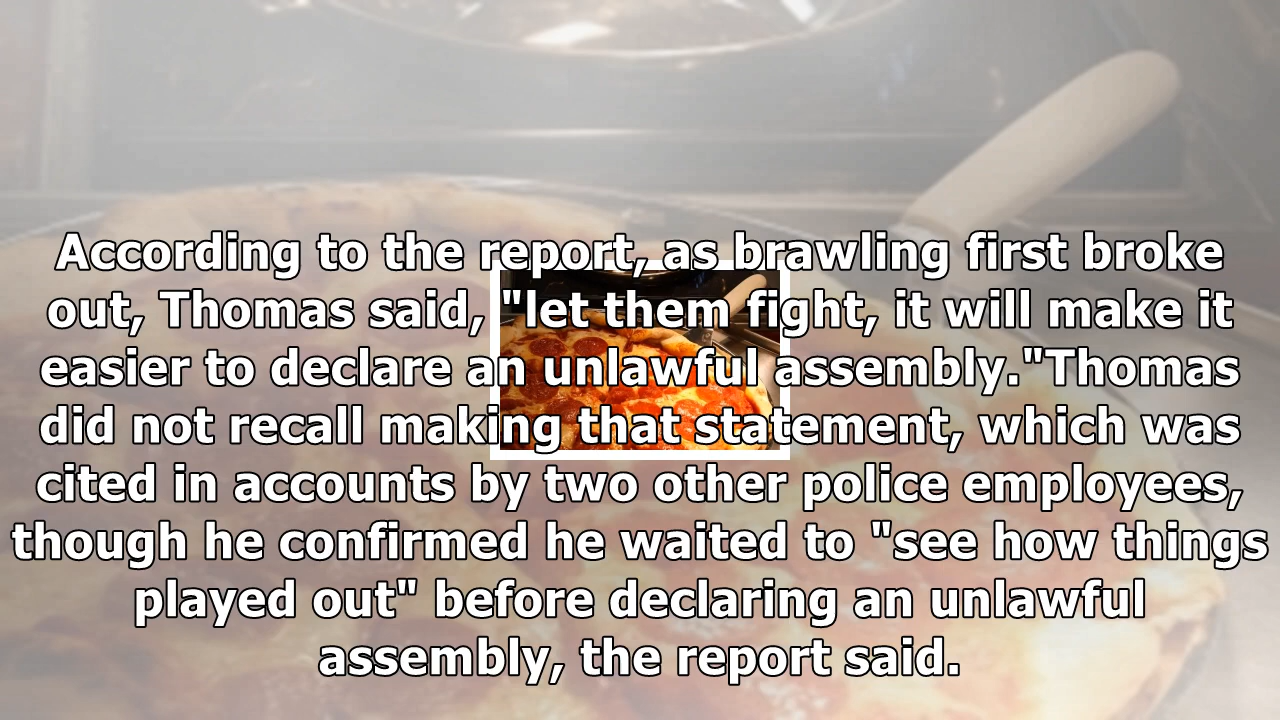 According to the report, as brawling first broke
out, Thomas said, "let them fight, it will make it
easier to declare an unlawful assembly."Thomas
did not recall making that statement, which was
cited in accounts by two other police employees,
though he confirmed he waited to "see how things
played out" before declaring an unlawful
assembly, the report said.